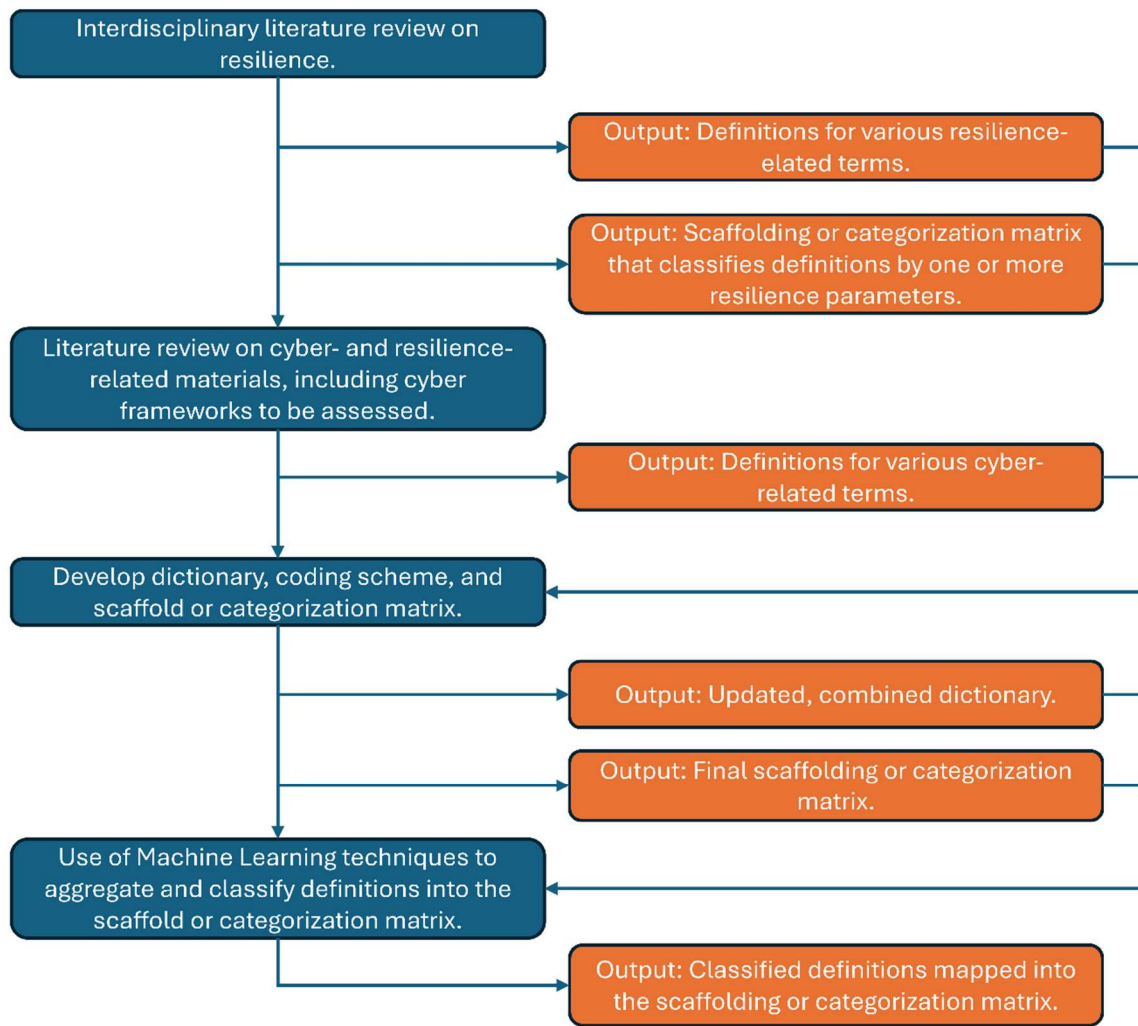 Interdisciplinary literature review on
resilience.
Output: Definitions for various resilience-
elated terms.
Output: Scaffolding or categorization matrix
that classifies definitions by one or more
resilience parameters.
Literature review on cyber- and resilience-
related materials, including cyber
frameworks to be assessed.
Output: Definitions for various cyber-
related terms.
Develop dictionary, coding scheme, and
scaffold or categorization matrix.
Output: Updated, combined dictionary.
Output: Final scaffolding or categorization
matrix.
Use of Machine Learning techniques to
aggregate and classify definitions into the
scaffold or categorization matrix.
Output: Classified definitions mapped into
the scaffolding or categorization matrix.